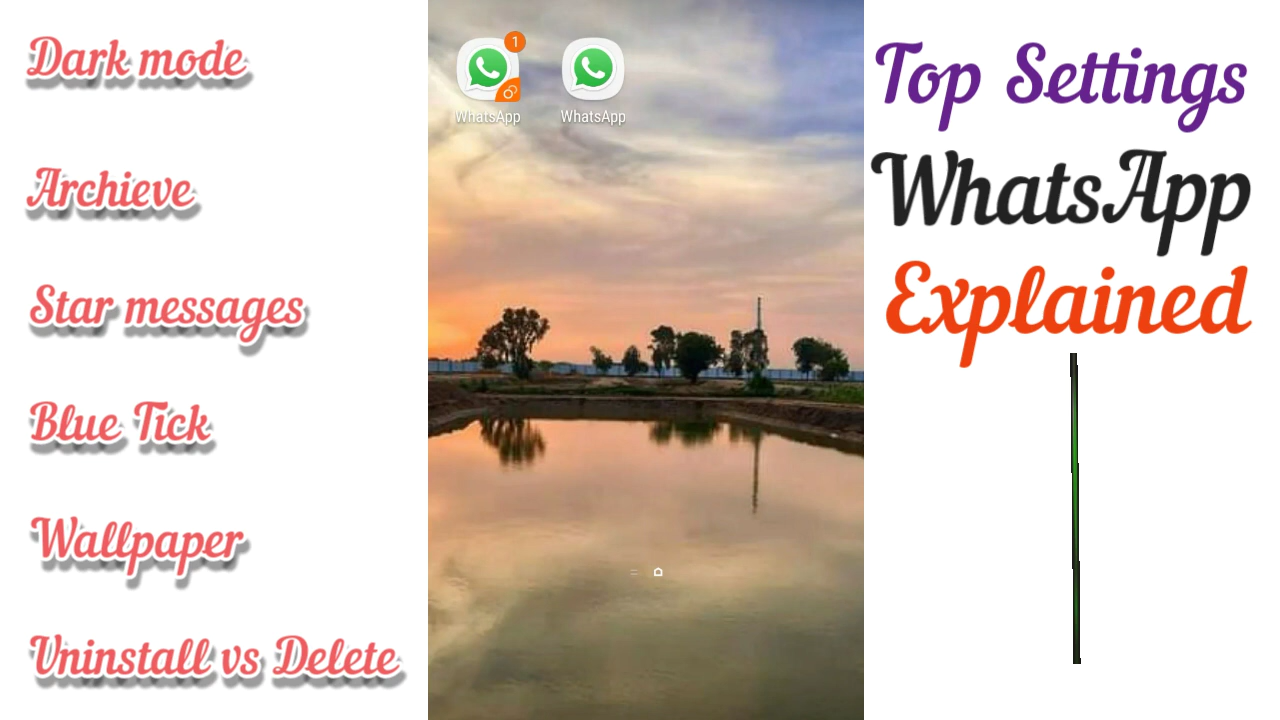 Dark mode
Archieve
Star messages
Blue Tick
Wallpaper
Uninstall vs Delete
1
WhatsApp
WhatsApp
Top Settings
WhatsApp
Explained